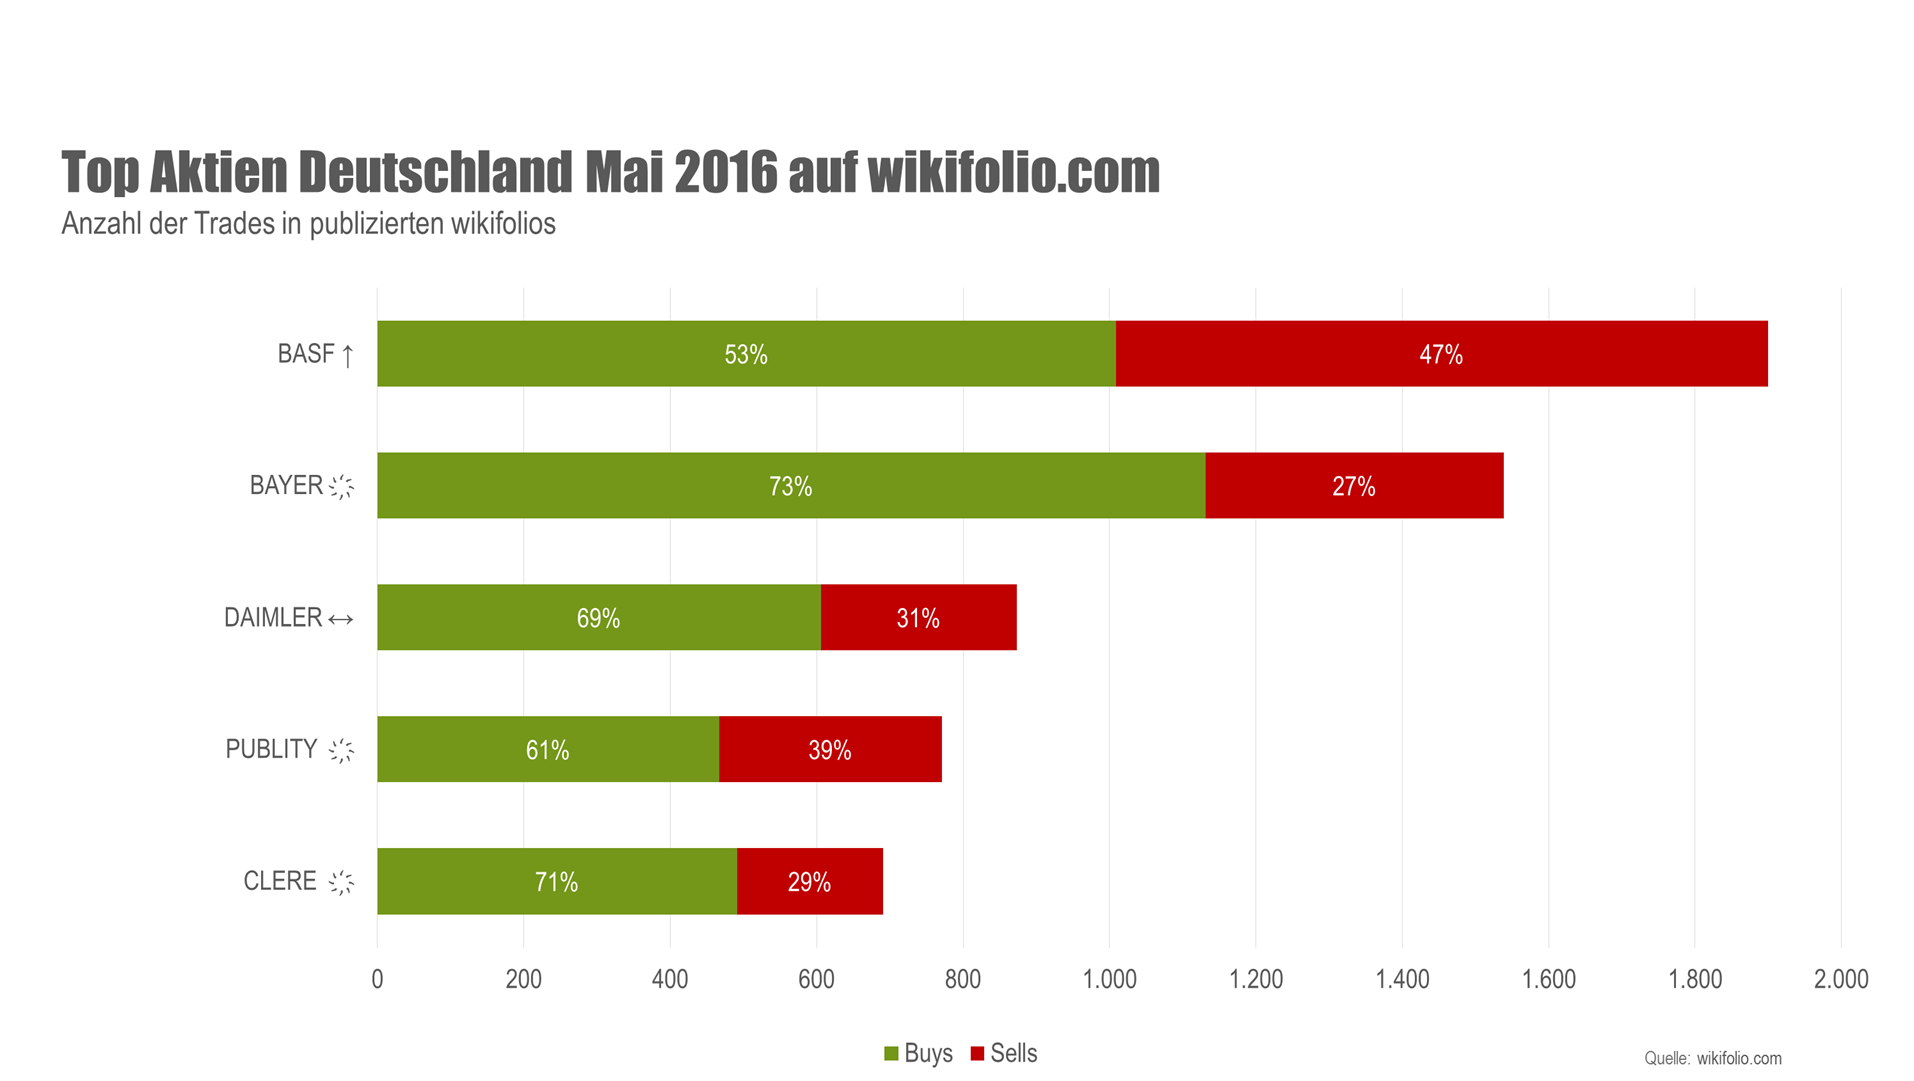 Top Aktien Deutschland Mai 2016 auf wikifolio.com
Anzahl der Trades in publizierten wikifolios
BASF ↑ 53% 47%
BAYER 73% 27%
DAIMLER ↔ 69% 31%
PUBLITY 61% 39%
CLERE 71% 29%
0 200 400 600 800 1.000 1.200 1.400 1.600 1.800 2.000
Buys Sells
Quelle: wikifolio.com